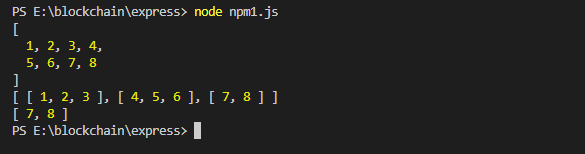 PS E:\blockchain\express> node npm1.js
[
  1, 2, 3, 4,
  5, 6, 7, 8
]
[ [ 1, 2, 3 ], [ 4, 5, 6 ], [ 7, 8 ] ]
[ 7, 8 ]
PS E:\blockchain\express>